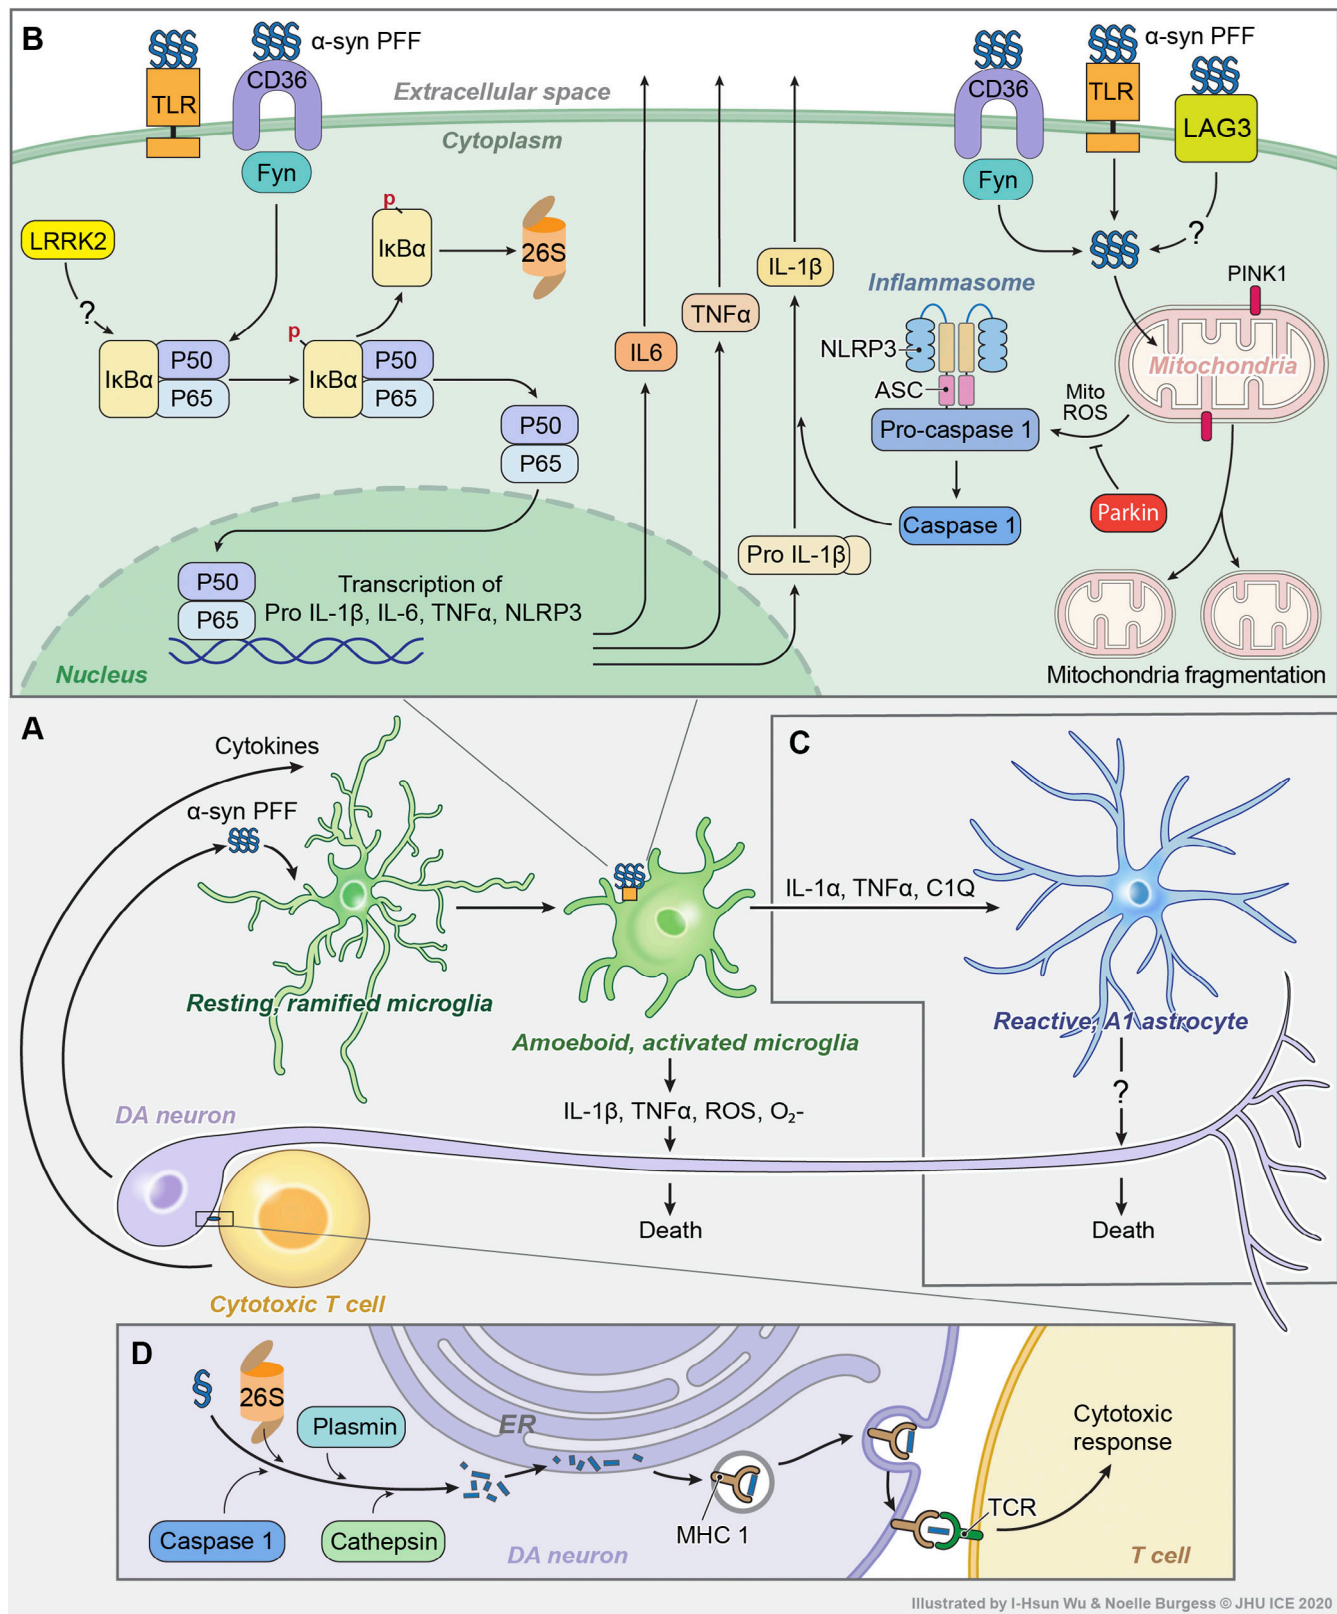 B
α-syn PFF
TLR
CD36
Fyn
Extracellular space
Cytoplasm
α-syn PFF
CD36
TLR
LAG3
Fyn
?
LRRK2
?
p
IκBα
26S
IκBα
P50
P65
p
IκBα
P50
P65
P50
P65
IL6
TNFα
IL-1β
Inflammasome
NLRP3
ASC
Pro-caspase 1
Caspase 1
Pro IL-1β
PINK1
Mitochondria
Mito
ROS
Parkin
Mitochondria fragmentation
P50
P65
Transcription of
Pro IL-1β, IL-6, TNFα, NLRP3
Nucleus
A
Cytokines
α-syn PFF
Resting, ramified microglia
Amoeboid, activated microglia
IL-1β, TNFα, ROS, O₂-
Death
DA neuron
Cytotoxic T cell
C
IL-1α, TNFα, C1Q
Reactive, A1 astrocyte
?
Death
D
26S
Plasmin
Caspase 1
Cathepsin
ER
MHC 1
DA neuron
TCR
Cytotoxic
response
T cell
Illustrated by I-Hsun Wu & Noelle Burgess © JHU ICE 2020